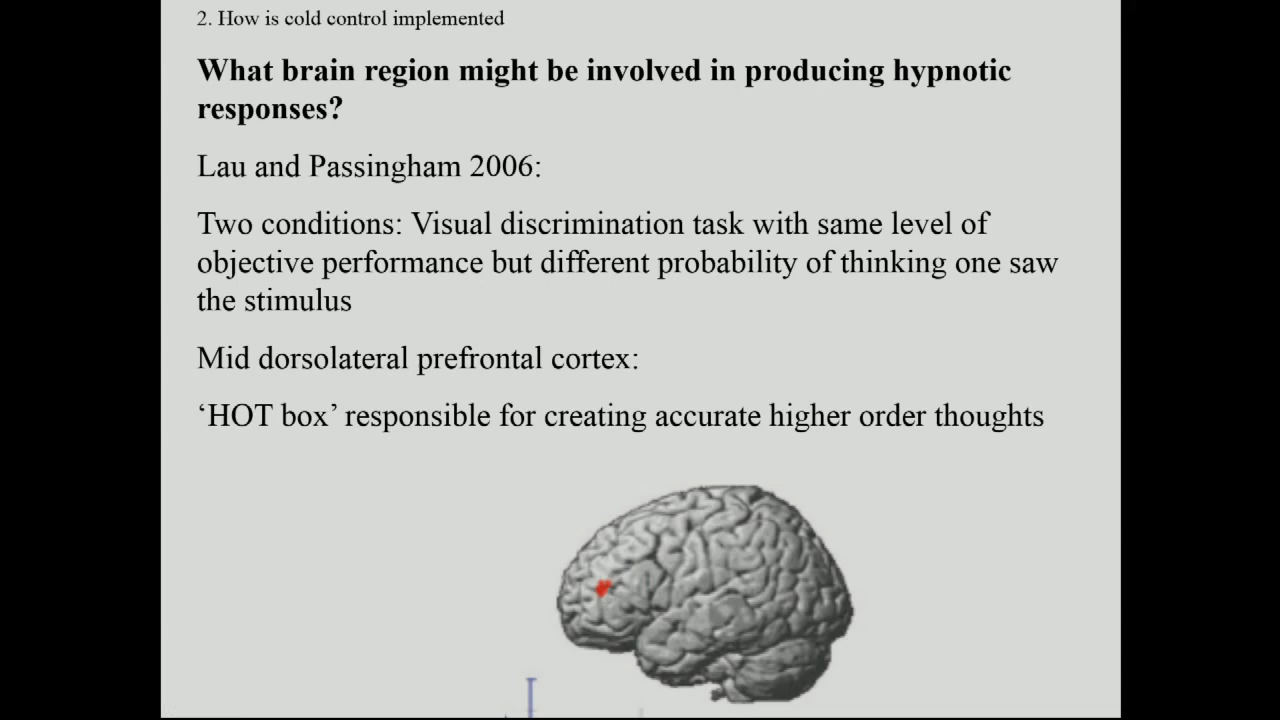 2. How is cold control implemented
What brain region might be involved in producing hypnotic
responses?
Lau and Passingham 2006:
Two conditions: Visual discrimination task with same level of
objective performance but different probability of thinking one saw
the stimulus
Mid dorsolateral prefrontal cortex:
‘HOT box’ responsible for creating accurate higher order thoughts